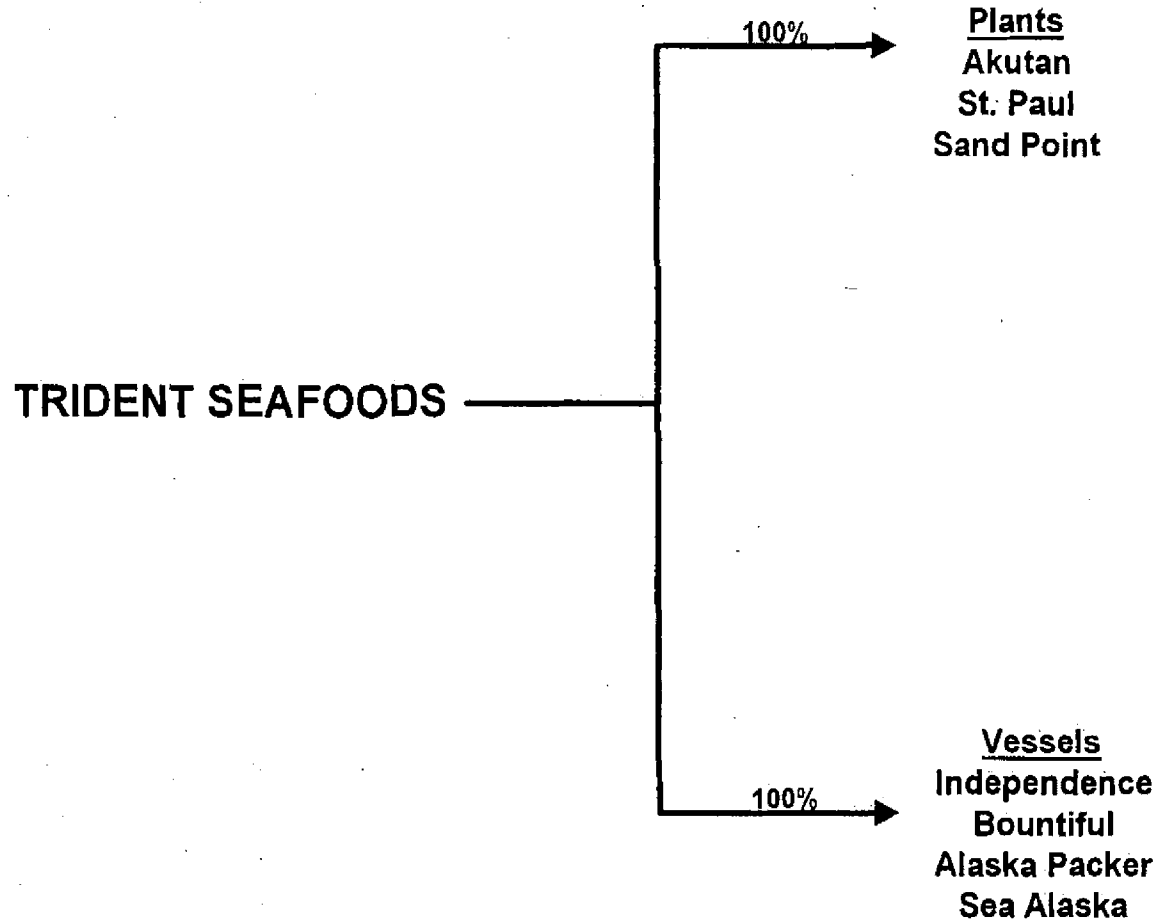 100%
Plants
Akutan
St. Paul
Sand Point
TRIDENT SEAFOODS
100%
Vessels
Independence
Bountiful
Alaska Packer
Sea Alaska